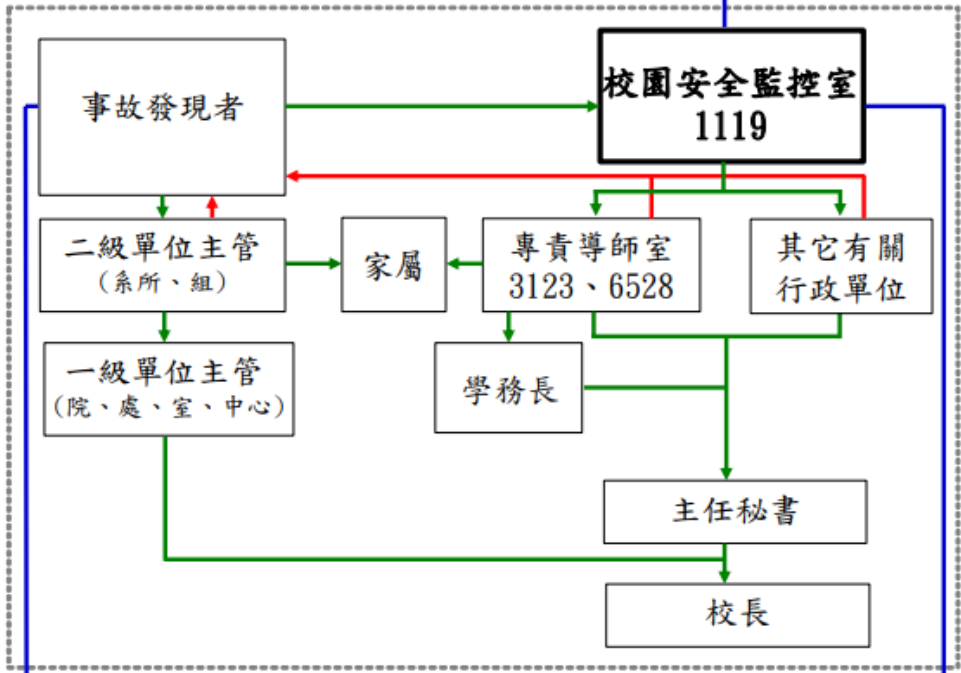 事故發現者
校園安全監控室
1119
二級單位主管
(系所、組)
家屬
專責導師室
3123、6528
其它有關
行政單位
一級單位主管
(院、處、室、中心)
學務長
主任秘書
校長